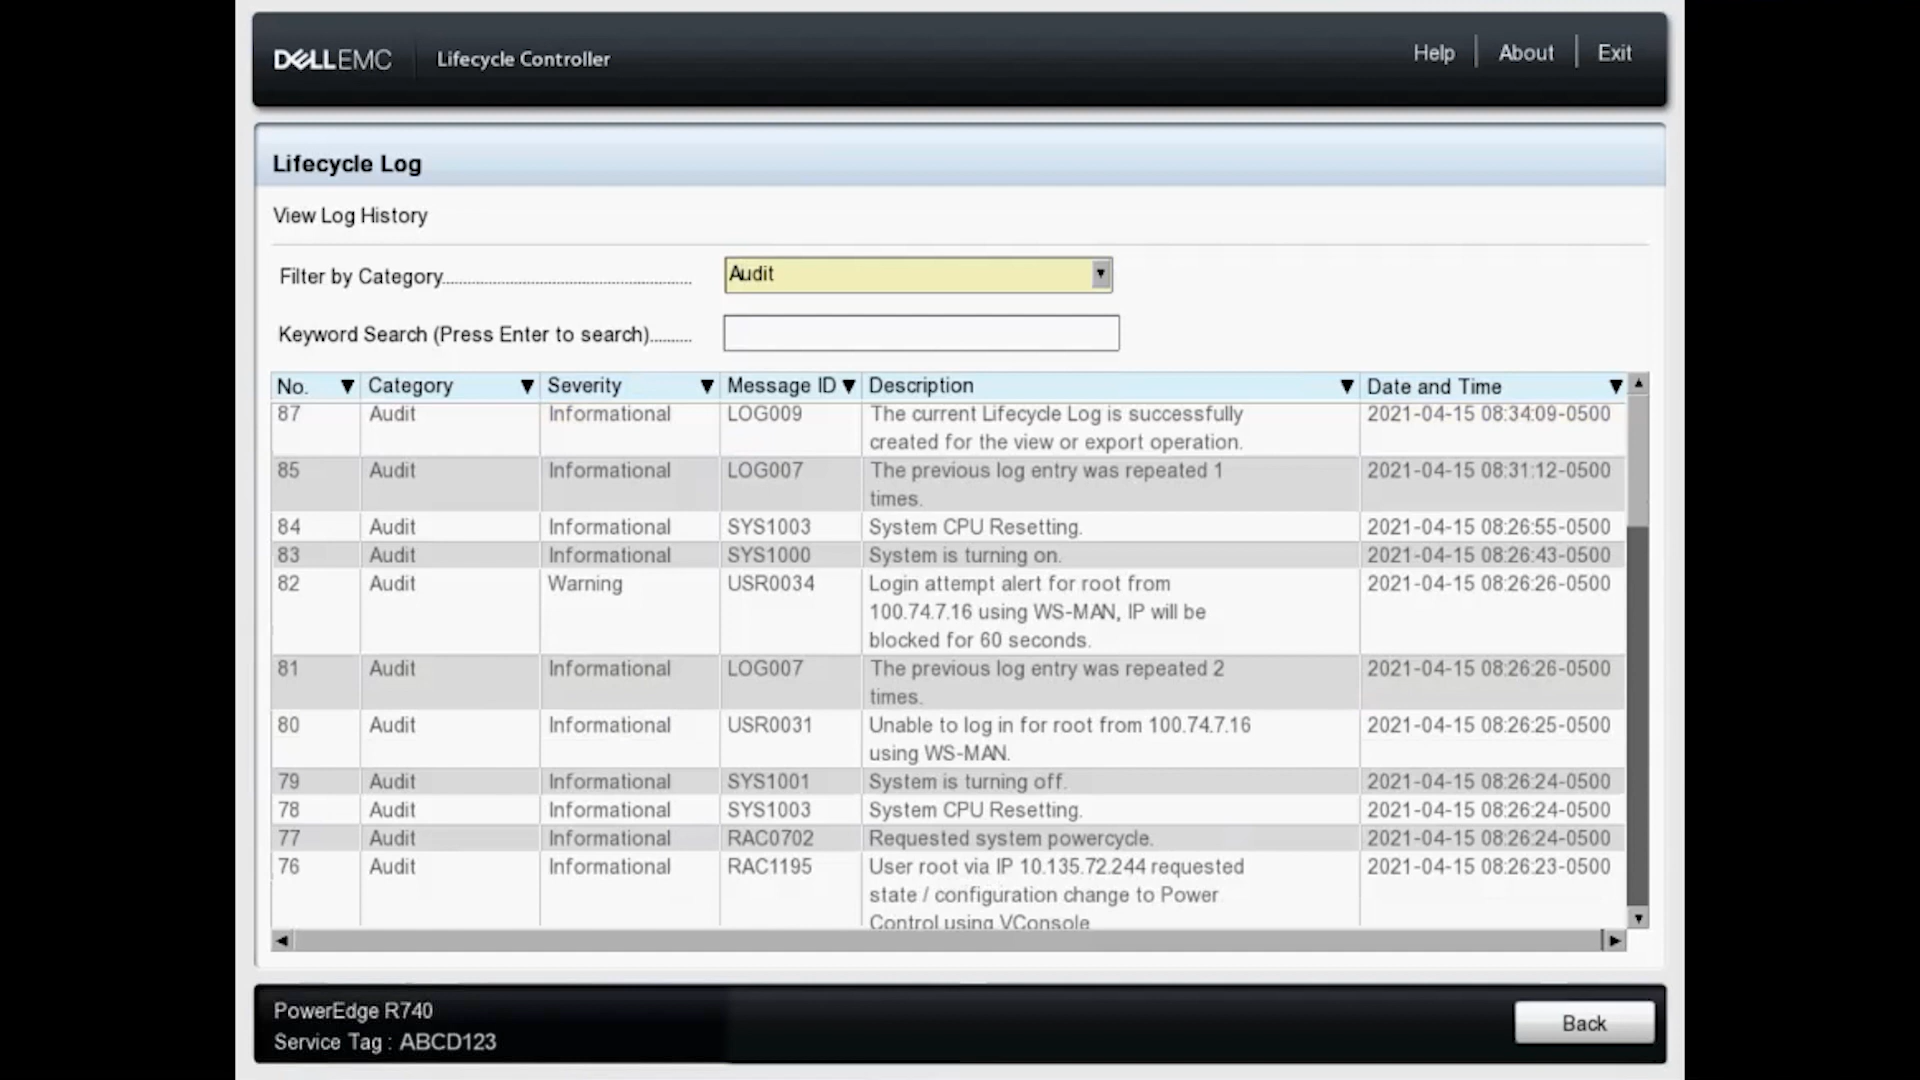 DELLEMC Lifecycle Controller Help About Exit
Lifecycle Log
View Log History
Filter by Category............................................................ Audit
Keyword Search (Press Enter to search)..........
No. Category Severity Message ID Description Date and Time
87 Audit Informational LOG009 The current Lifecycle Log is successfully 2021-04-15 08:34:09-0500
created for the view or export operation.
85 Audit Informational LOG007 The previous log entry was repeated 1 2021-04-15 08:31:12-0500
times.
84 Audit Informational SYS1003 System CPU Resetting. 2021-04-15 08:26:55-0500
83 Audit Informational SYS1000 System is turning on. 2021-04-15 08:26:43-0500
82 Audit Warning USR0034 Login attempt alert for root from 2021-04-15 08:26:26-0500
100.74.7.16 using WS-MAN, IP will be
blocked for 60 seconds.
81 Audit Informational LOG007 The previous log entry was repeated 2 2021-04-15 08:26:26-0500
times.
80 Audit Informational USR0031 Unable to log in for root from 100.74.7.16 2021-04-15 08:26:25-0500
using WS-MAN.
79 Audit Informational SYS1001 System is turning off. 2021-04-15 08:26:24-0500
78 Audit Informational SYS1003 System CPU Resetting. 2021-04-15 08:26:24-0500
77 Audit Informational RAC0702 Requested system powercycle. 2021-04-15 08:26:24-0500
76 Audit Informational RAC1195 User root via IP 10.135.72.244 requested 2021-04-15 08:26:23-0500
state / configuration change to Power
Control using VConsole
PowerEdge R740
Service Tag : ABCD123
Back